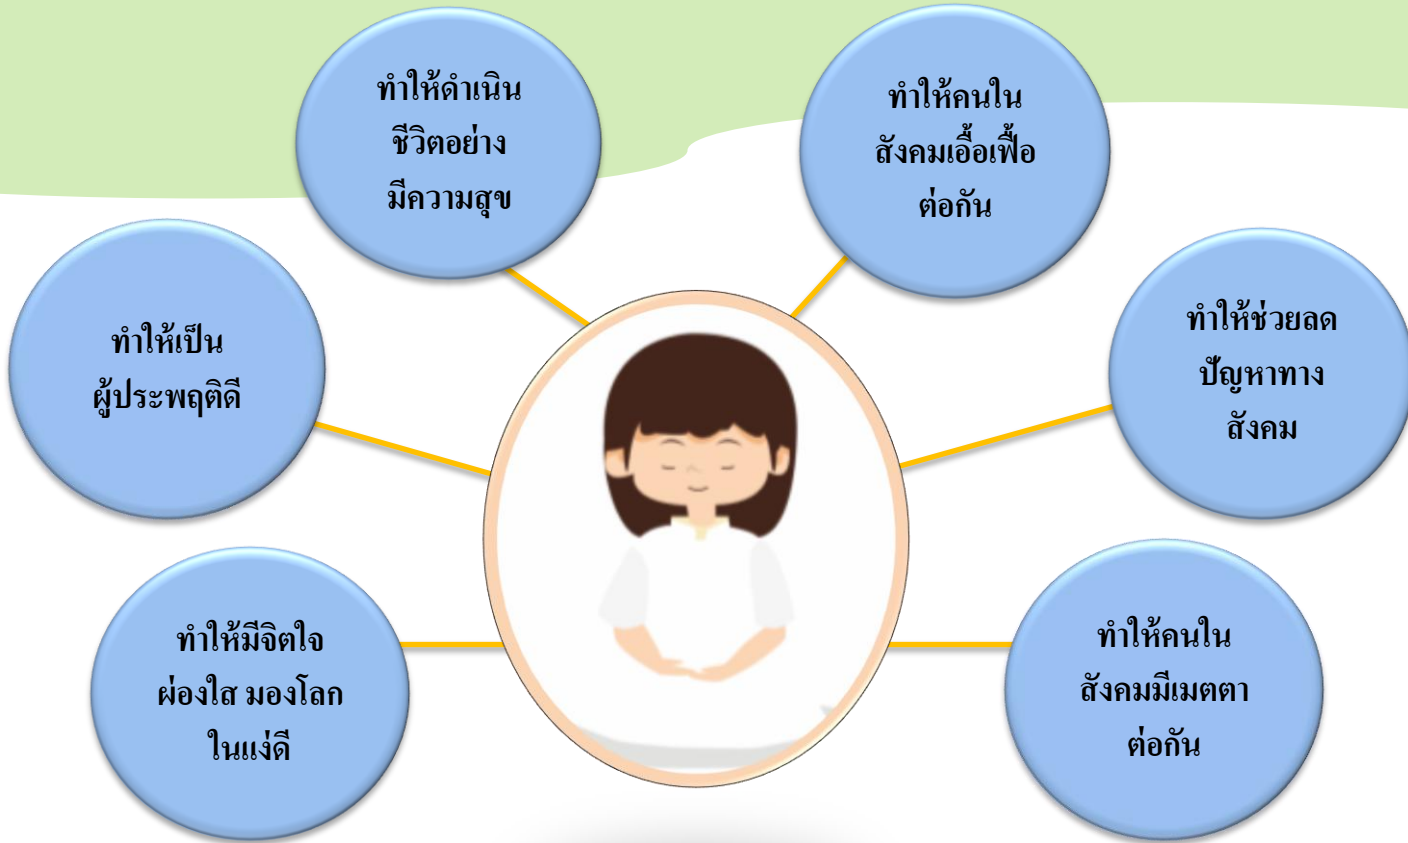 ทำให้ดำเนิน
ชีวิตอย่าง
มีความสุข
ทำให้คนใน
สังคมเอื้อเฟื้อ
ต่อกัน
ทำให้เป็น
ผู้ประพฤติดี
ทำให้ช่วยลด
ปัญหาทาง
สังคม
ทำให้มีจิตใจ
ผ่องใส มองโลก
ในแง่ดี
ทำให้คนใน
สังคมมีเมตตา
ต่อกัน